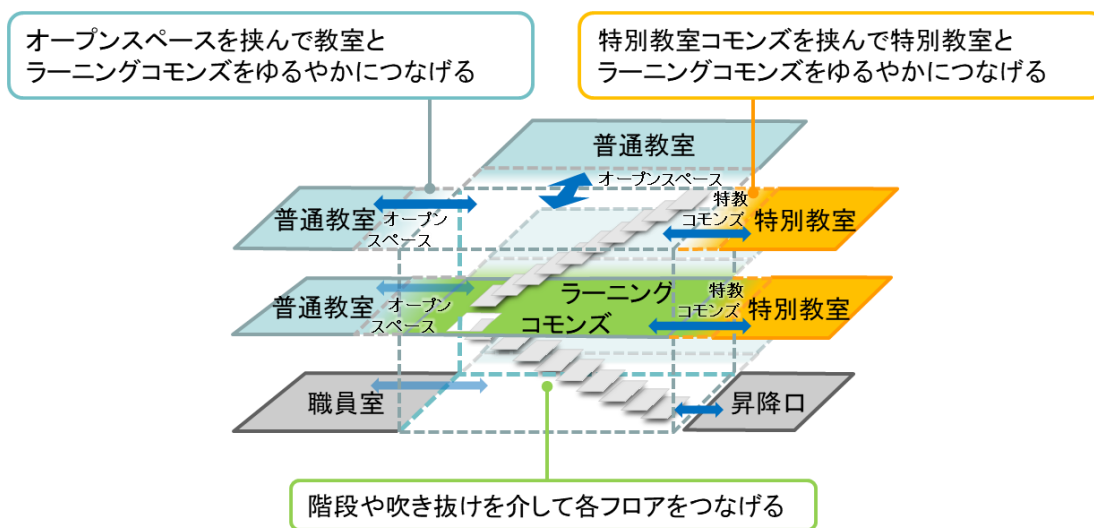 オープンスペースを挟んで教室と
ラーニングコモンズをゆるやかにつなげる
特別教室コモンズを挟んで特別教室と
ラーニングコモンズをゆるやかにつなげる
普通教室
オープンスペース
普通教室
オープン
スペース
特教
コモンズ
特別教室
普通教室
オープン
スペース
ラーニング
コモンズ
特教
コモンズ
特別教室
職員室
昇降口
階段や吹き抜けを介して各フロアをつなげる